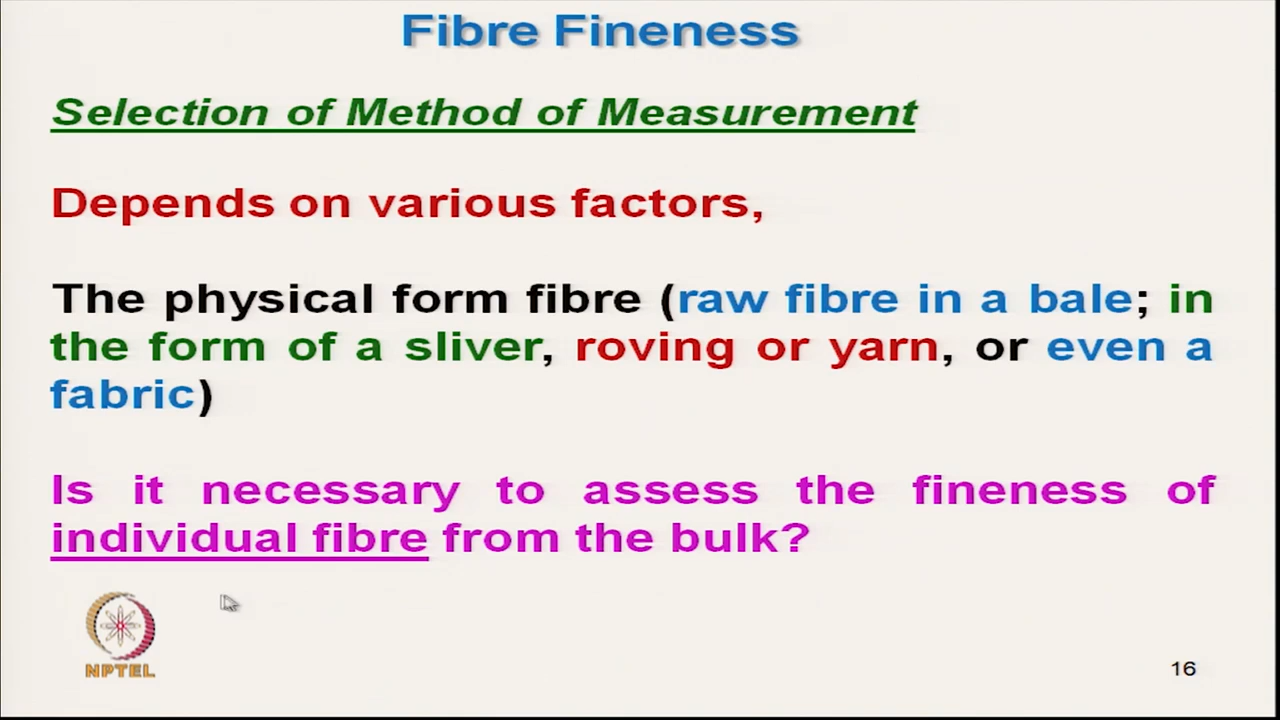 Fibre Fineness
Selection of Method of Measurement
Depends on various factors,
The physical form fibre (raw fibre in a bale; in
the form of a sliver, roving or yarn, or even a
fabric)
Is it necessary to assess the fineness of
individual fibre from the bulk?
NPTEL
16